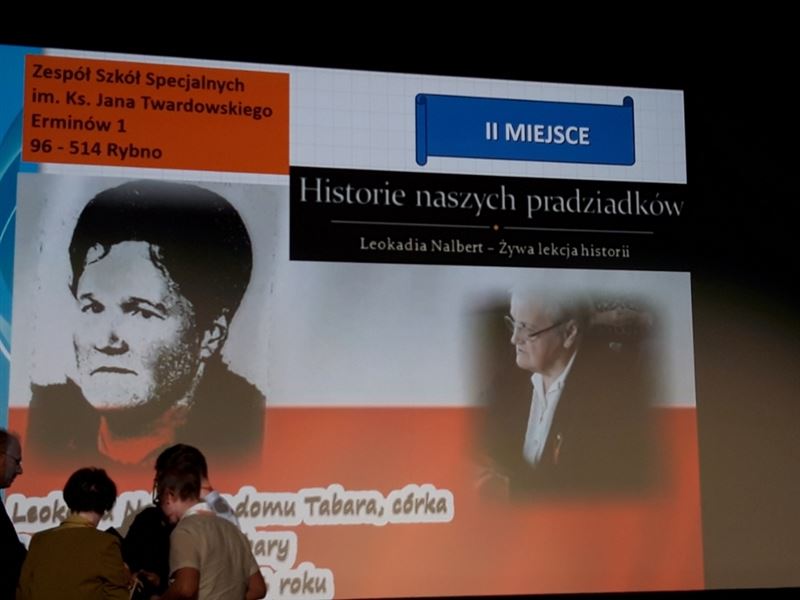 Zespół Szkół Specjalnych
im. Ks. Jana Twardowskiego
Erminów 1
96 - 514 Rybno
II MIEJSCE
Historie naszych pradziadków
Leokadia Nalbert – Żywa lekcja historii
domu Tabara, córka
roku